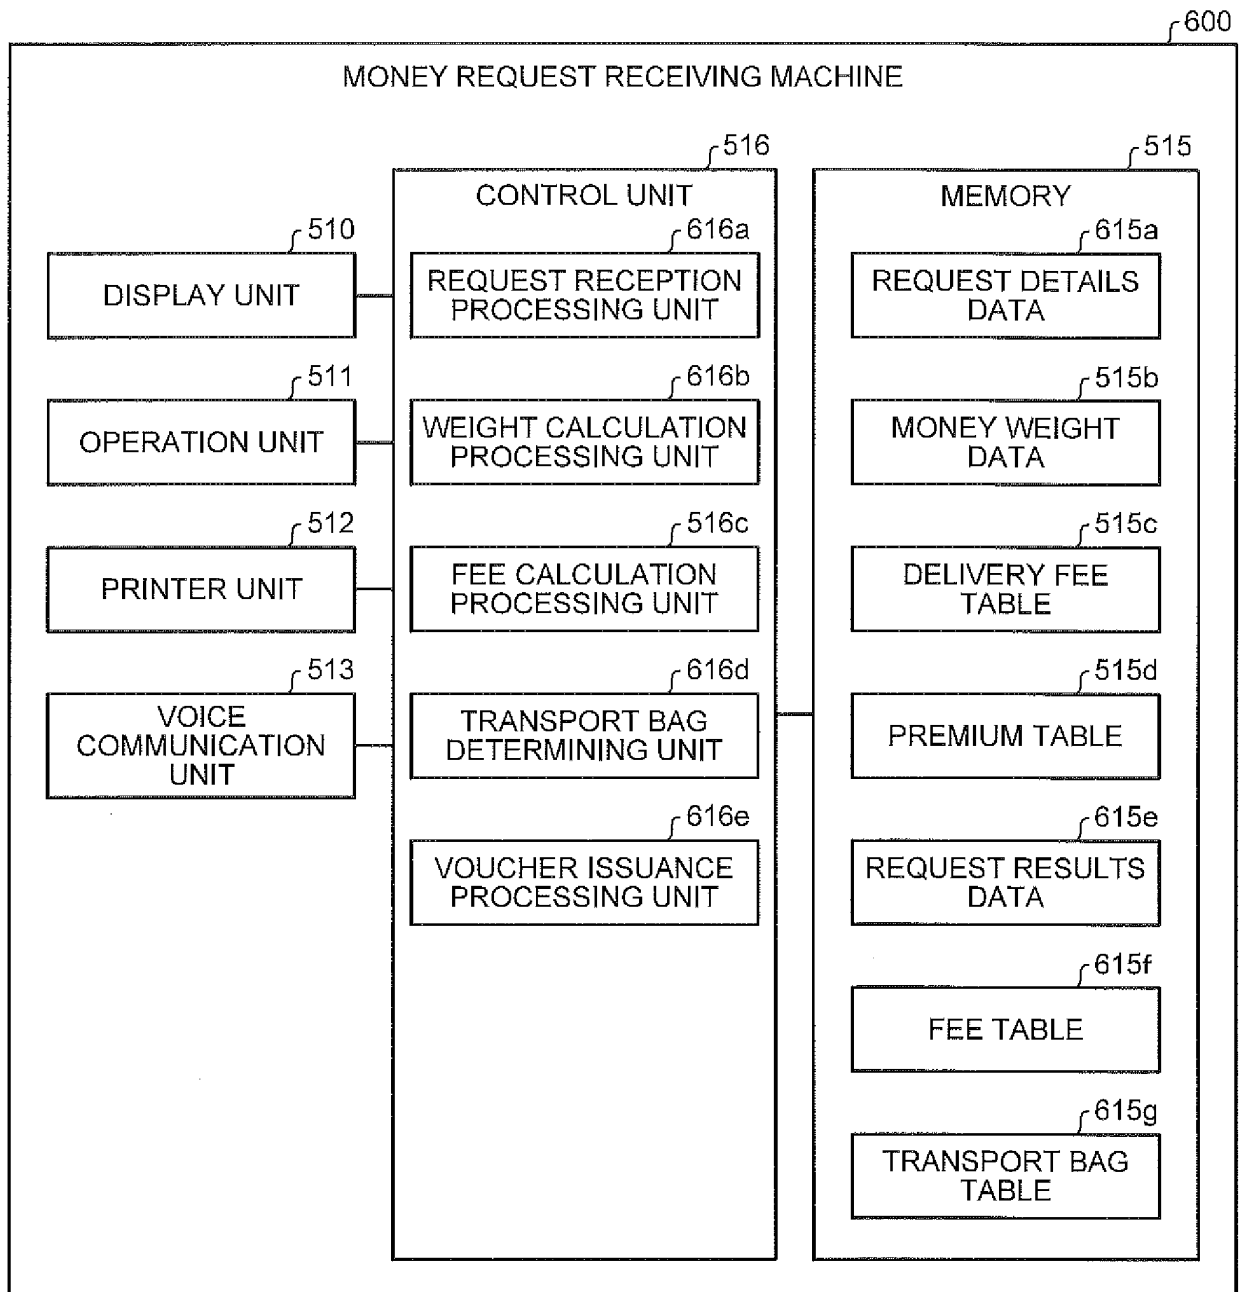 600
MONEY REQUEST RECEIVING MACHINE
516
CONTROL UNIT
515
MEMORY
510
DISPLAY UNIT
511
OPERATION UNIT
512
PRINTER UNIT
513
VOICE
COMMUNICATION
UNIT
616a
REQUEST RECEPTION
PROCESSING UNIT
616b
WEIGHT CALCULATION
PROCESSING UNIT
516c
FEE CALCULATION
PROCESSING UNIT
616d
TRANSPORT BAG
DETERMINING UNIT
616e
VOUCHER ISSUANCE
PROCESSING UNIT
615a
REQUEST DETAILS
DATA
515b
MONEY WEIGHT
DATA
515c
DELIVERY FEE
TABLE
515d
PREMIUM TABLE
615e
REQUEST RESULTS
DATA
615f
FEE TABLE
615g
TRANSPORT BAG
TABLE